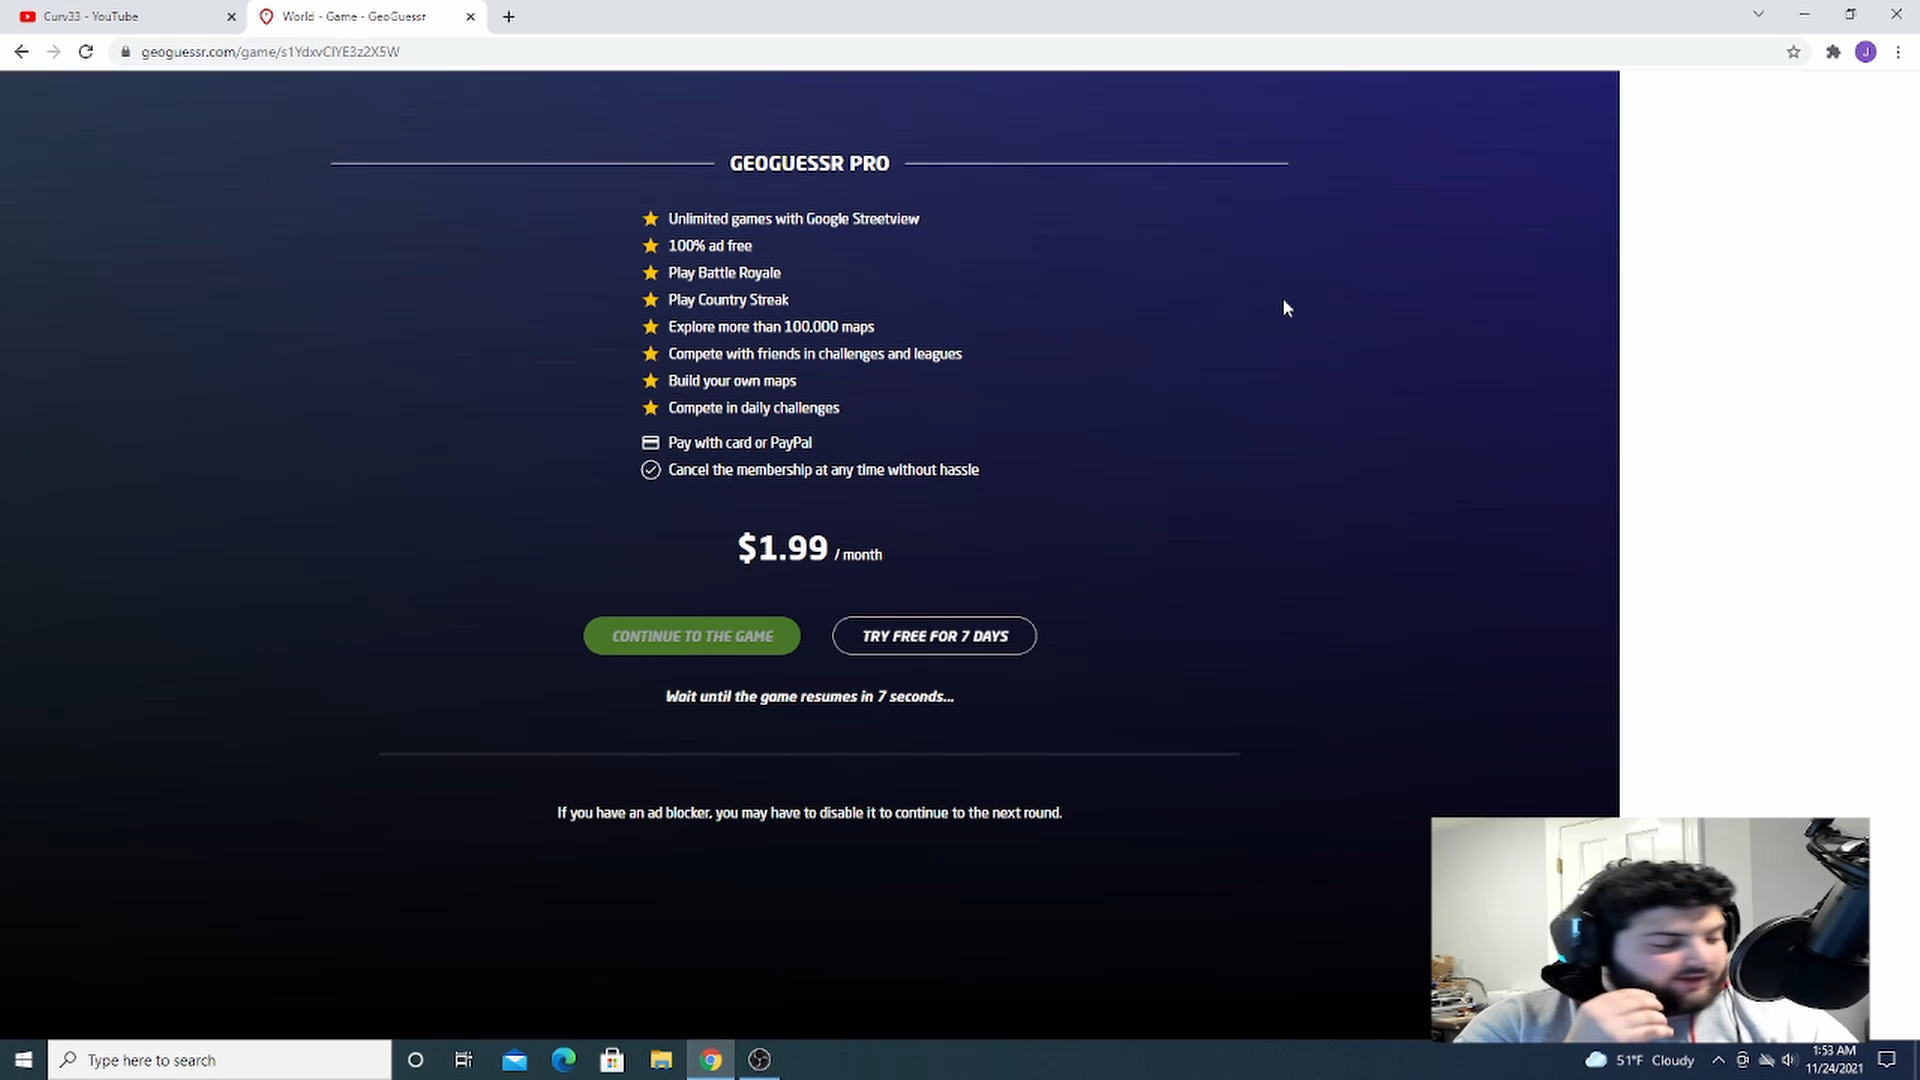 Curv33 - YouTube
World - Game - GeoGuessr
geoguessr.com/game/s1YdxvClYE3z2X5W
J
GEOGUESSR PRO
Unlimited games with Google Streetview
100% ad free
Play Battle Royale
Play Country Streak
Explore more than 100,000 maps
Compete with friends in challenges and leagues
Build your own maps
Compete in daily challenges
Pay with card or PayPal
Cancel the membership at any time without hassle
$1.99 / month
CONTINUE TO THE GAME
TRY FREE FOR 7 DAYS
Wait until the game resumes in 7 seconds...
If you have an ad blocker, you may have to disable it to continue to the next round.
Type here to search
51°F Cloudy
1:53 AM
11/24/2021